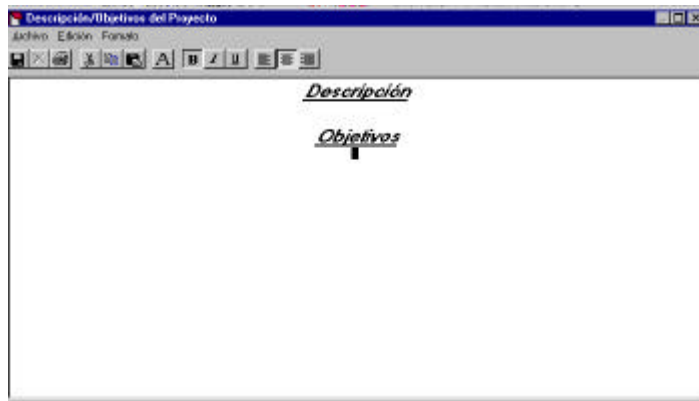 Descripción/Objetivos del Proyecto
Archivo Edición Formato
A B I U
Descripción
Objetivos